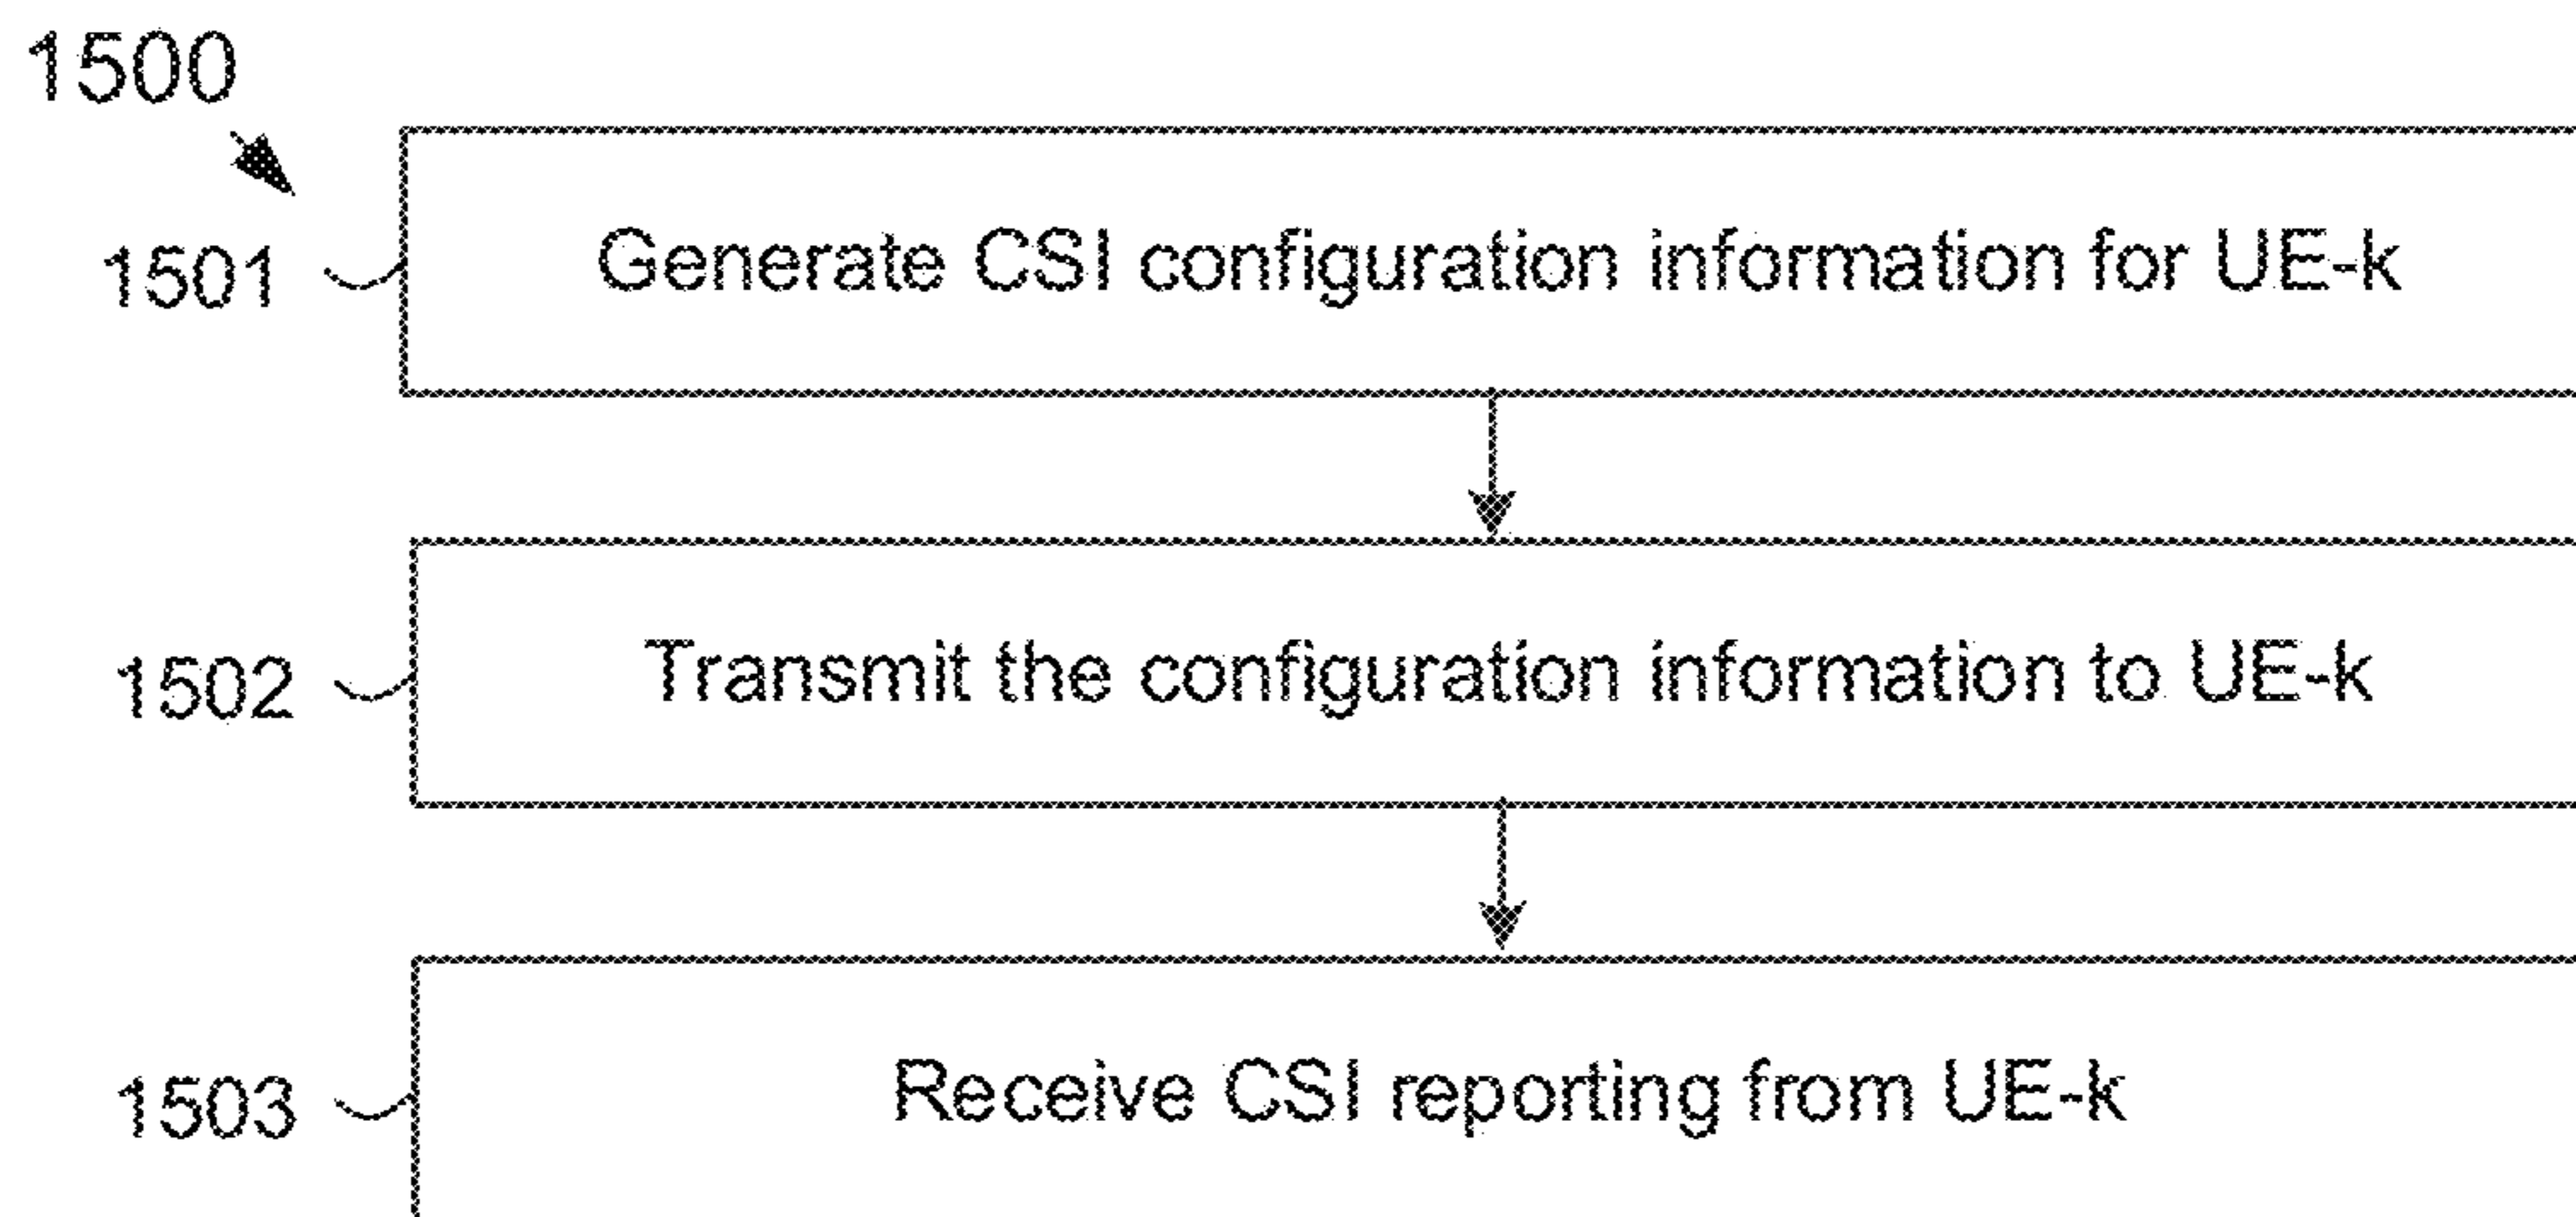 1500
1501 Generate CSI configuration information for UE-k
1502 Transmit the configuration information to UE-k
1503 Receive CSI reporting from UE-k